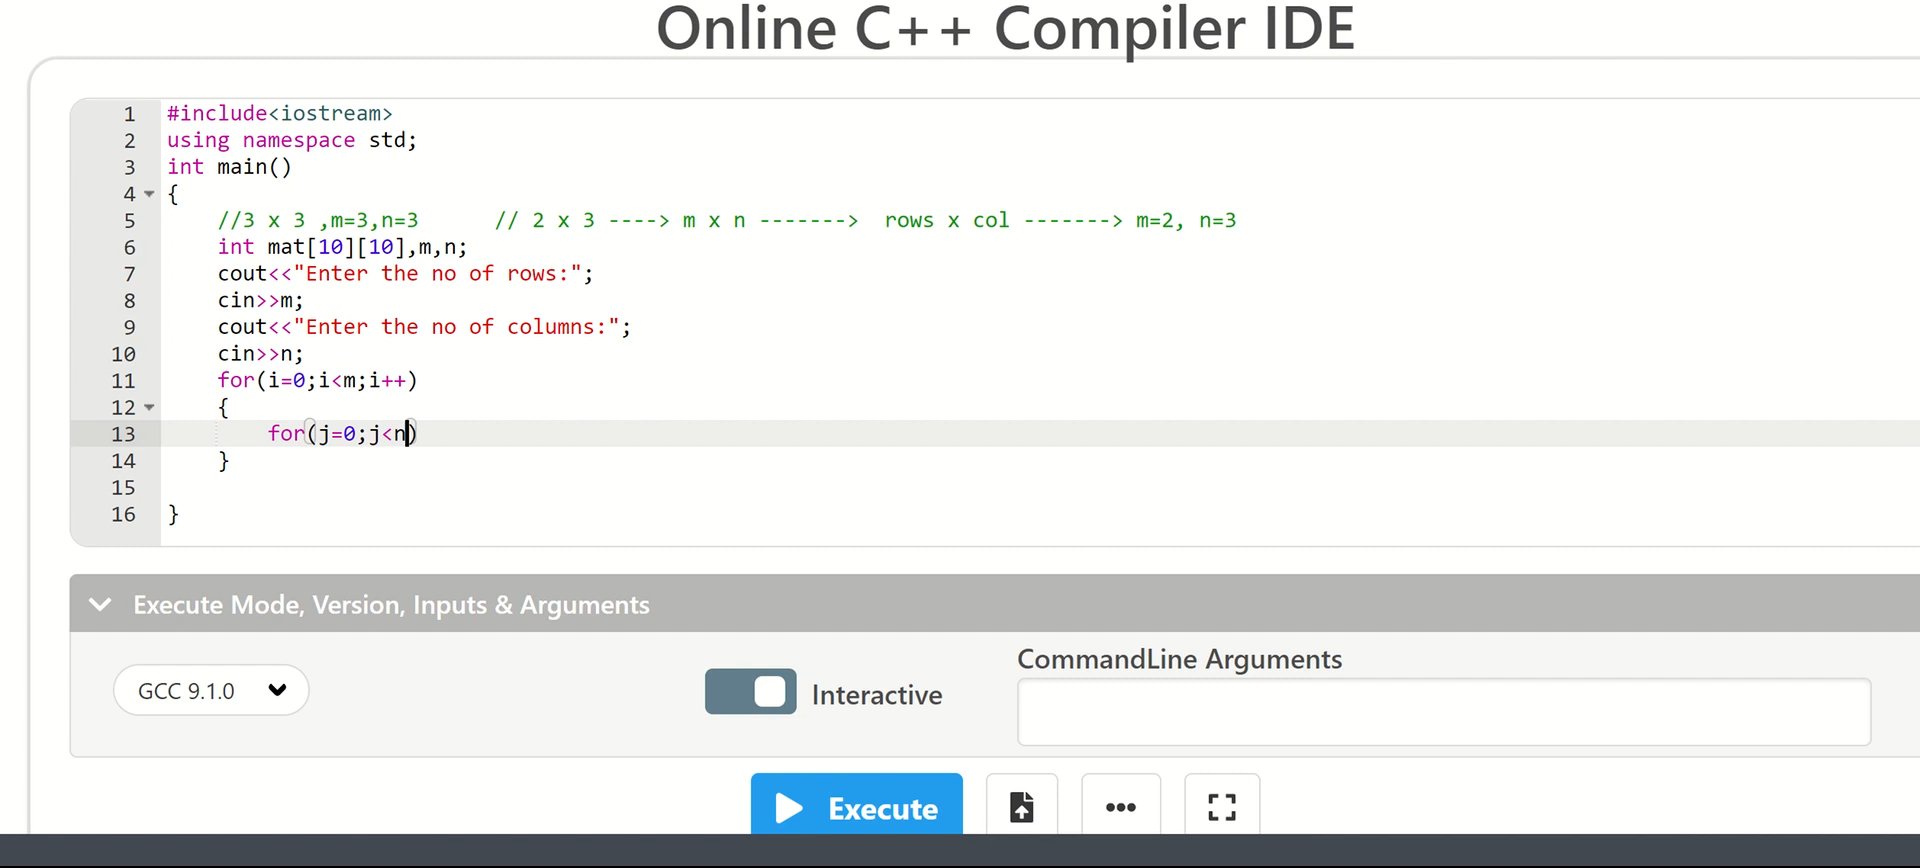 Online C++ Compiler IDE
1 #include<iostream>
2 using namespace std;
3 int main()
4 {
5     //3 x 3 ,m=3,n=3      // 2 x 3 ----> m x n ------->  rows x col -------> m=2, n=3
6     int mat[10][10],m,n;
7     cout<<"Enter the no of rows:";
8     cin>>m;
9     cout<<"Enter the no of columns:";
10     cin>>n;
11     for(i=0;i<m;i++)
12     {
13         for(j=0;j<n)
14     }
15
16 }
Execute Mode, Version, Inputs & Arguments
CommandLine Arguments
GCC 9.1.0
Interactive
Execute